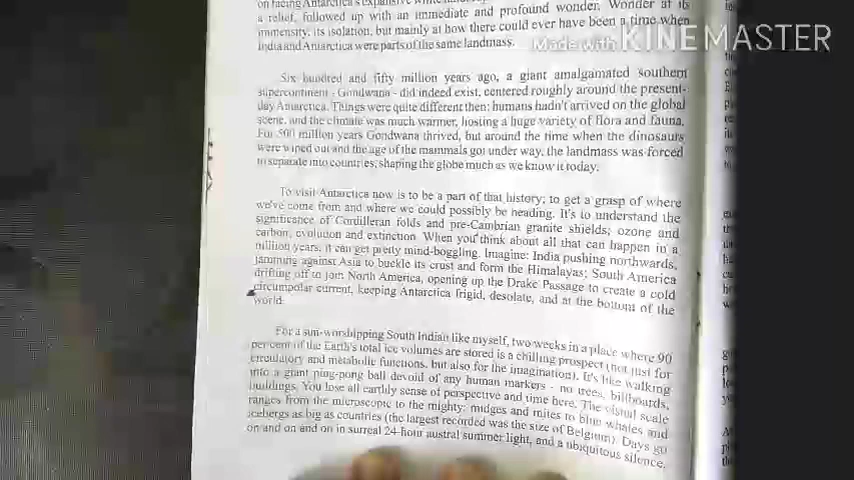 on facing Antarctica's expansive white
a relief, followed up with an immediate and profound wonder. Wonder at its
immensity, its isolation, but mainly at how there could ever have been a time when
India and Antarctica were parts of the same landmass.
Made with KINEMASTER
Six hundred and fifty million years ago, a giant amalgamated southern
supercontinent - Gondwana - did indeed exist, centered roughly around the present-
day Antarctica. Things were quite different then: humans hadn't arrived on the global
scene, and the climate was much warmer, hosting a huge variety of flora and fauna.
For 500 million years Gondwana thrived, but around the time when the dinosaurs
were wiped out and the age of the mammals got under way, the landmass was forced
to separate into countries, shaping the globe much as we know it today.
To visit Antarctica now is to be a part of that history; to get a grasp of where
we've come from and where we could possibly be heading. It's to understand the
significance of Cordilleran folds and pre-Cambrian granite shields; ozone and
carbon, evolution and extinction. When you think about all that can happen in a
million years, it can get pretty mind-boggling. Imagine: India pushing northwards,
jamming against Asia to buckle its crust and form the Himalayas; South America
drifting off to join North America, opening up the Drake Passage to create a cold
circumpolar current, keeping Antarctica frigid, desolate, and at the bottom of the
world.
For a sun-worshipping South Indian like myself, two weeks in a place where 90
per cent of the Earth's total ice volumes are stored is a chilling prospect (not just for
circulatory and metabolic functions, but also for the imagination). It's like walking
into a giant ping-pong ball devoid of any human markers - no trees, billboards,
buildings. You lose all earthly sense of perspective and time here. The visual scale
ranges from the microscopic to the mighty: midges and mites to blue whales and
icebergs as big as countries (the largest recorded was the size of Belgium). Days go
on and on and on in surreal 24-hour austral summer light, and a ubiquitous silence,